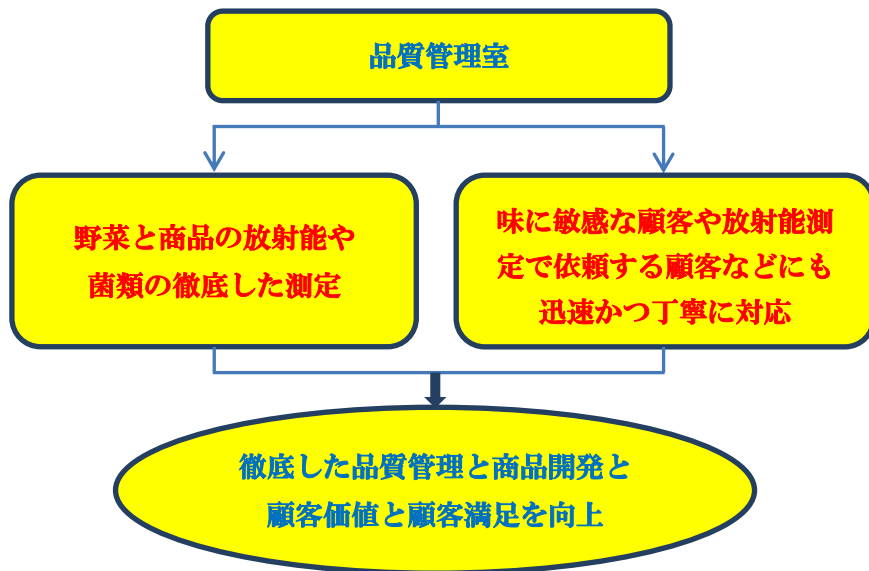 品質管理室
野菜と商品の放射能や
菌類の徹底した測定
味に敏感な顧客や放射能測
定で依頼する顧客などにも
迅速かつ丁寧に対応
徹底した品質管理と商品開発と
顧客価値と顧客満足を向上